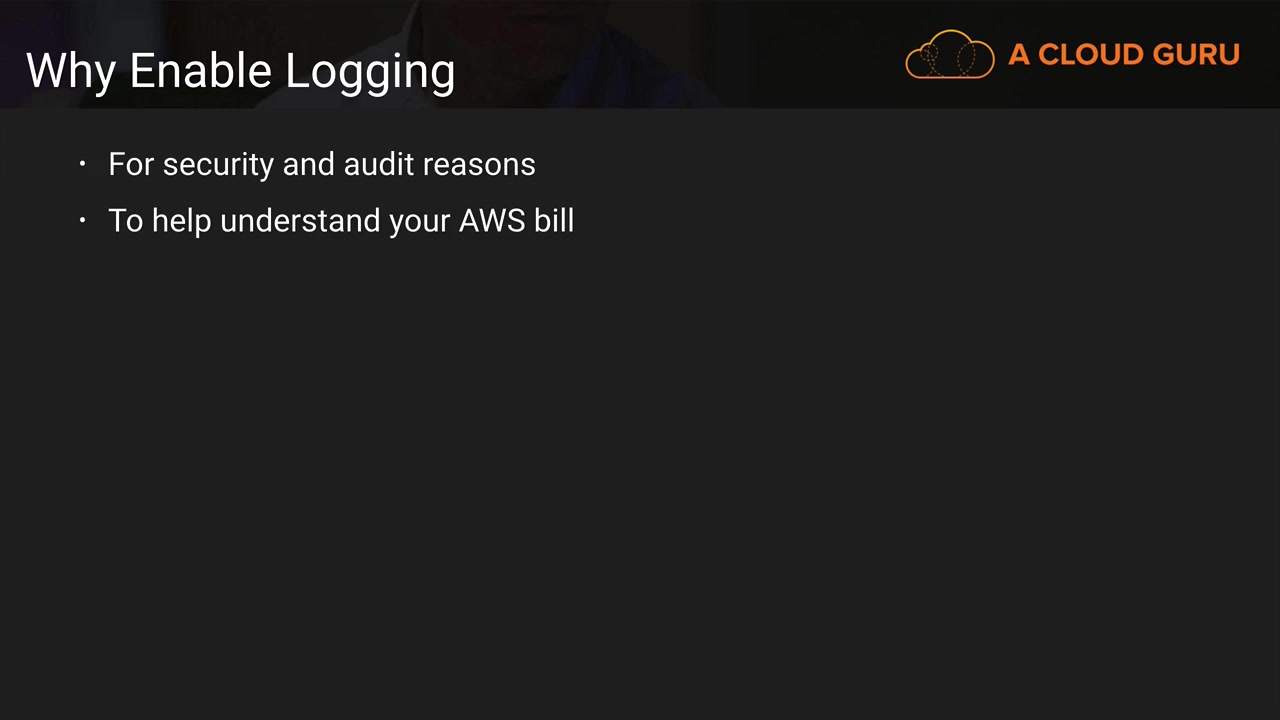 Why Enable Logging
A CLOUD GURU
• For security and audit reasons
• To help understand your AWS bill